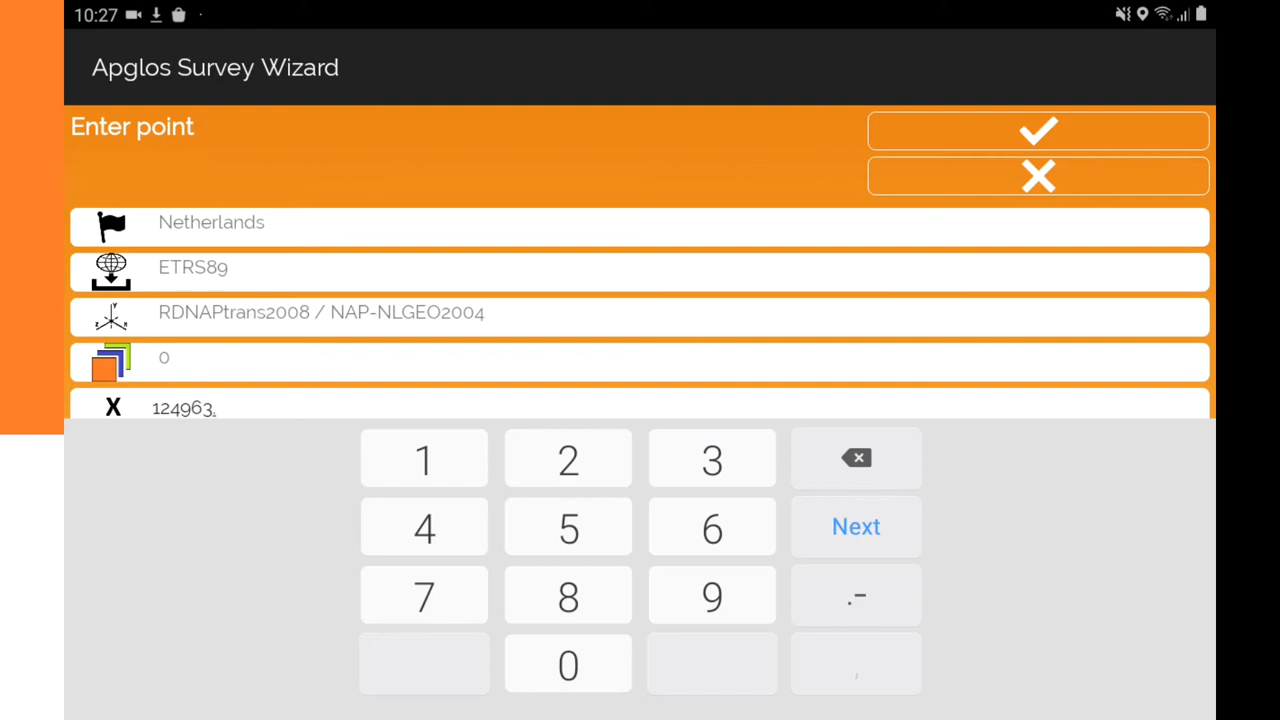 10:27
Apglos Survey Wizard
Enter point
Netherlands
ETRS89
RDNAPtrans2008 / NAP-NLGEO2004
0
X 124963.
1 2 3
4 5 6 Next
7 8 9 .-
0 ,